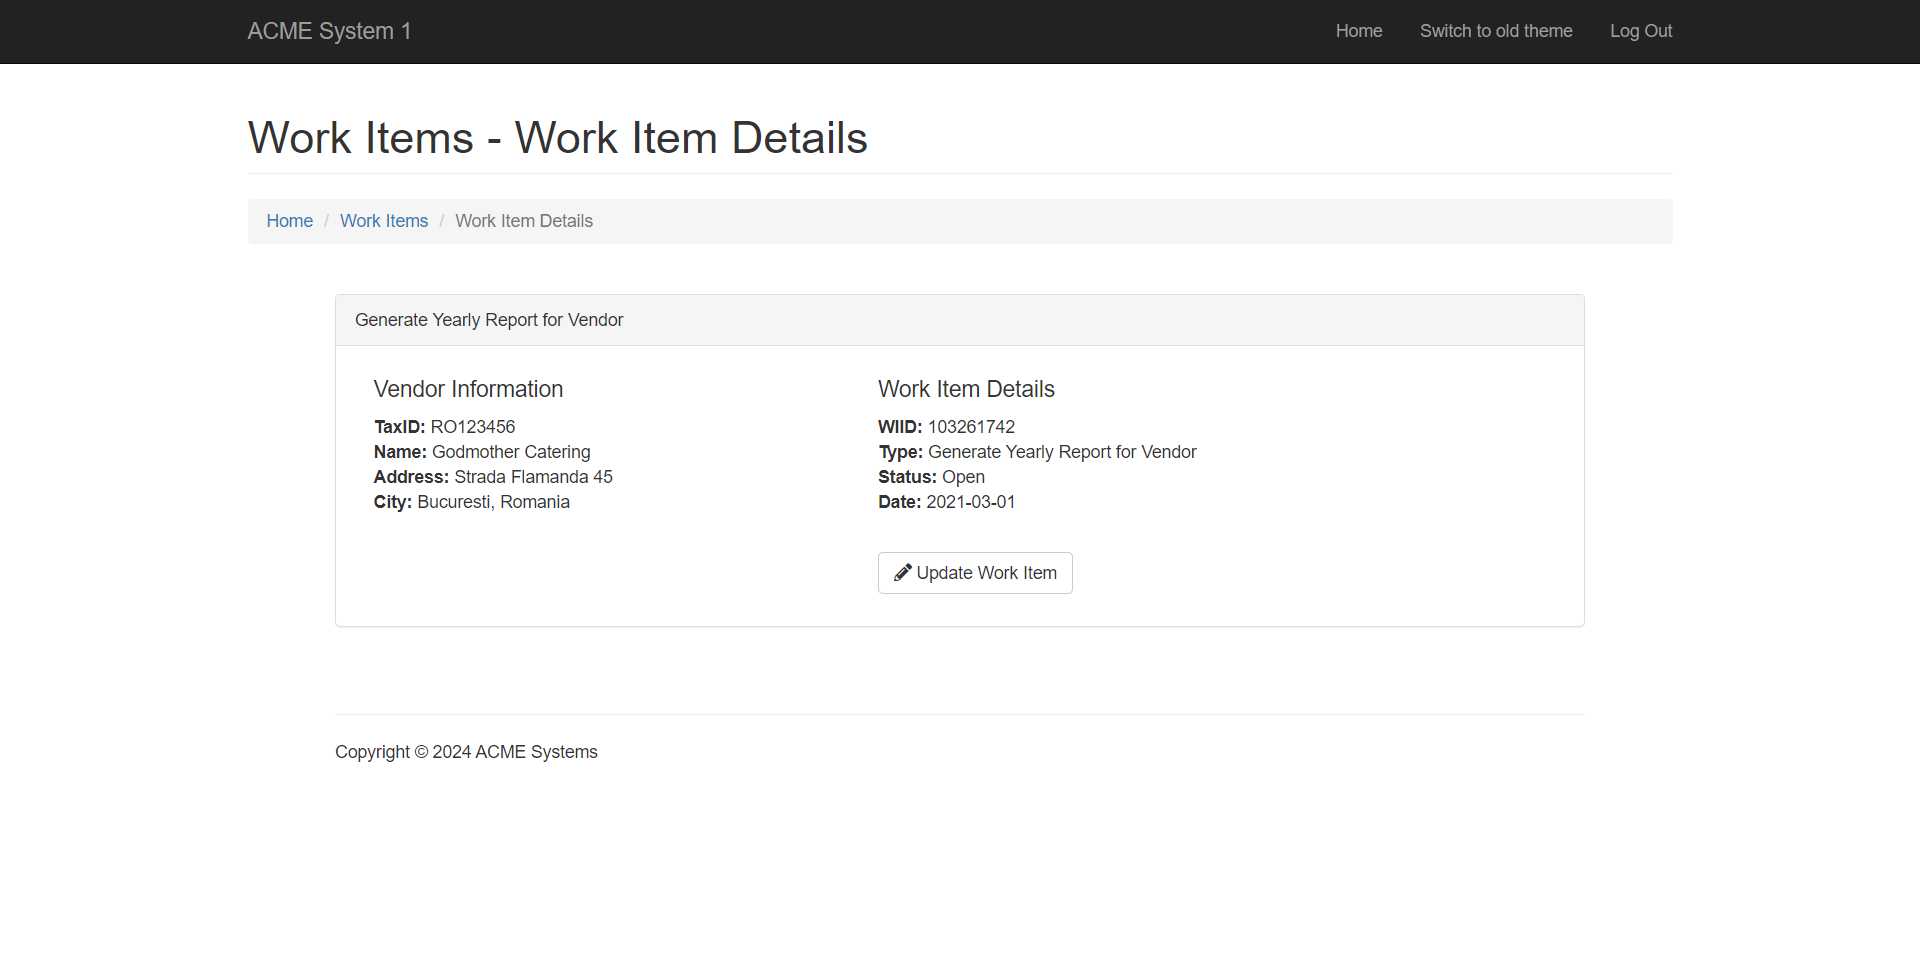 ACME System 1
Home
Switch to old theme
Log Out
Work Items - Work Item Details
Home / Work Items / Work Item Details
Generate Yearly Report for Vendor
Vendor Information
TaxID: RO123456
Name: Godmother Catering
Address: Strada Flamanda 45
City: Bucuresti, Romania
Work Item Details
WIID: 103261742
Type: Generate Yearly Report for Vendor
Status: Open
Date: 2021-03-01
Update Work Item
Copyright © 2024 ACME Systems